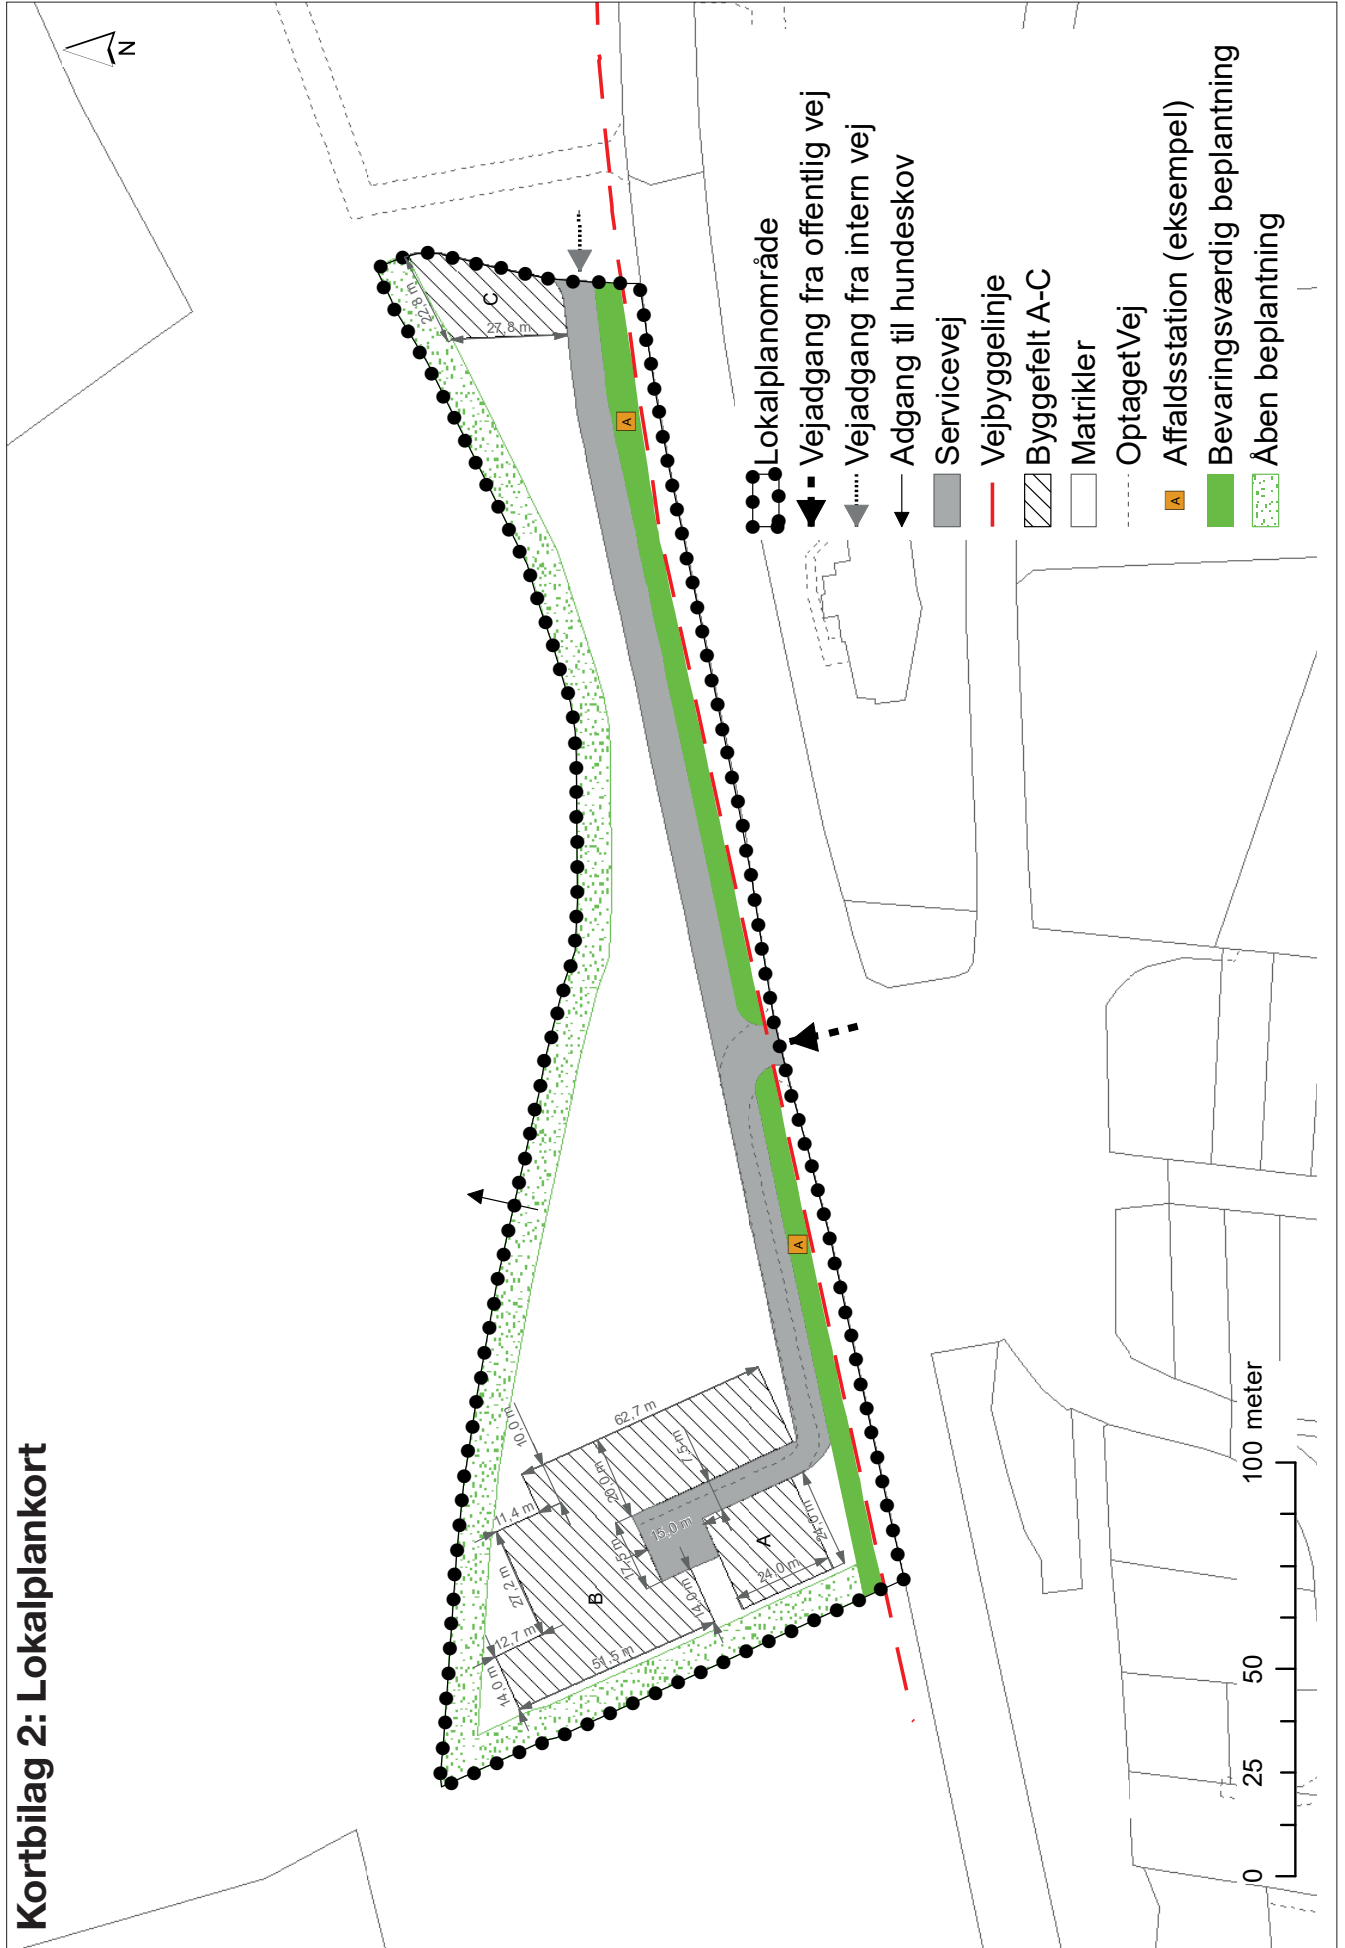 Kortbilag 2: Lokalplankort
N
22,8 m
27,8 m
C
A
A
62,7 m
10,0 m
20,0 m
7,5 m
11,4 m
17,5 m
15,0 m
24,0 m
A
24,0 m
27,2 m
B
14,0 m
12,7 m
51,5 m
14,0 m
Lokalplanområde
Vejadgang fra offentlig vej
Vejadgang fra intern vej
Adgang til hundeskov
Servicevej
Vejbyggelinje
Byggefelt A-C
Matrikler
OptagetVej
A Affaldsstation (eksempel)
Bevaringsværdig beplantning
Åben beplantning
0 25 50 100 meter